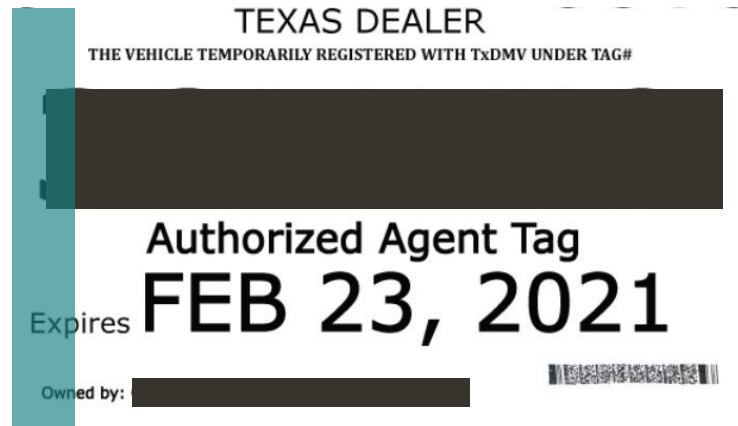 TEXAS DEALER
THE VEHICLE TEMPORARILY REGISTERED WITH TxDMV UNDER TAG#
Authorized Agent Tag
Expires FEB 23, 2021
Owned by: